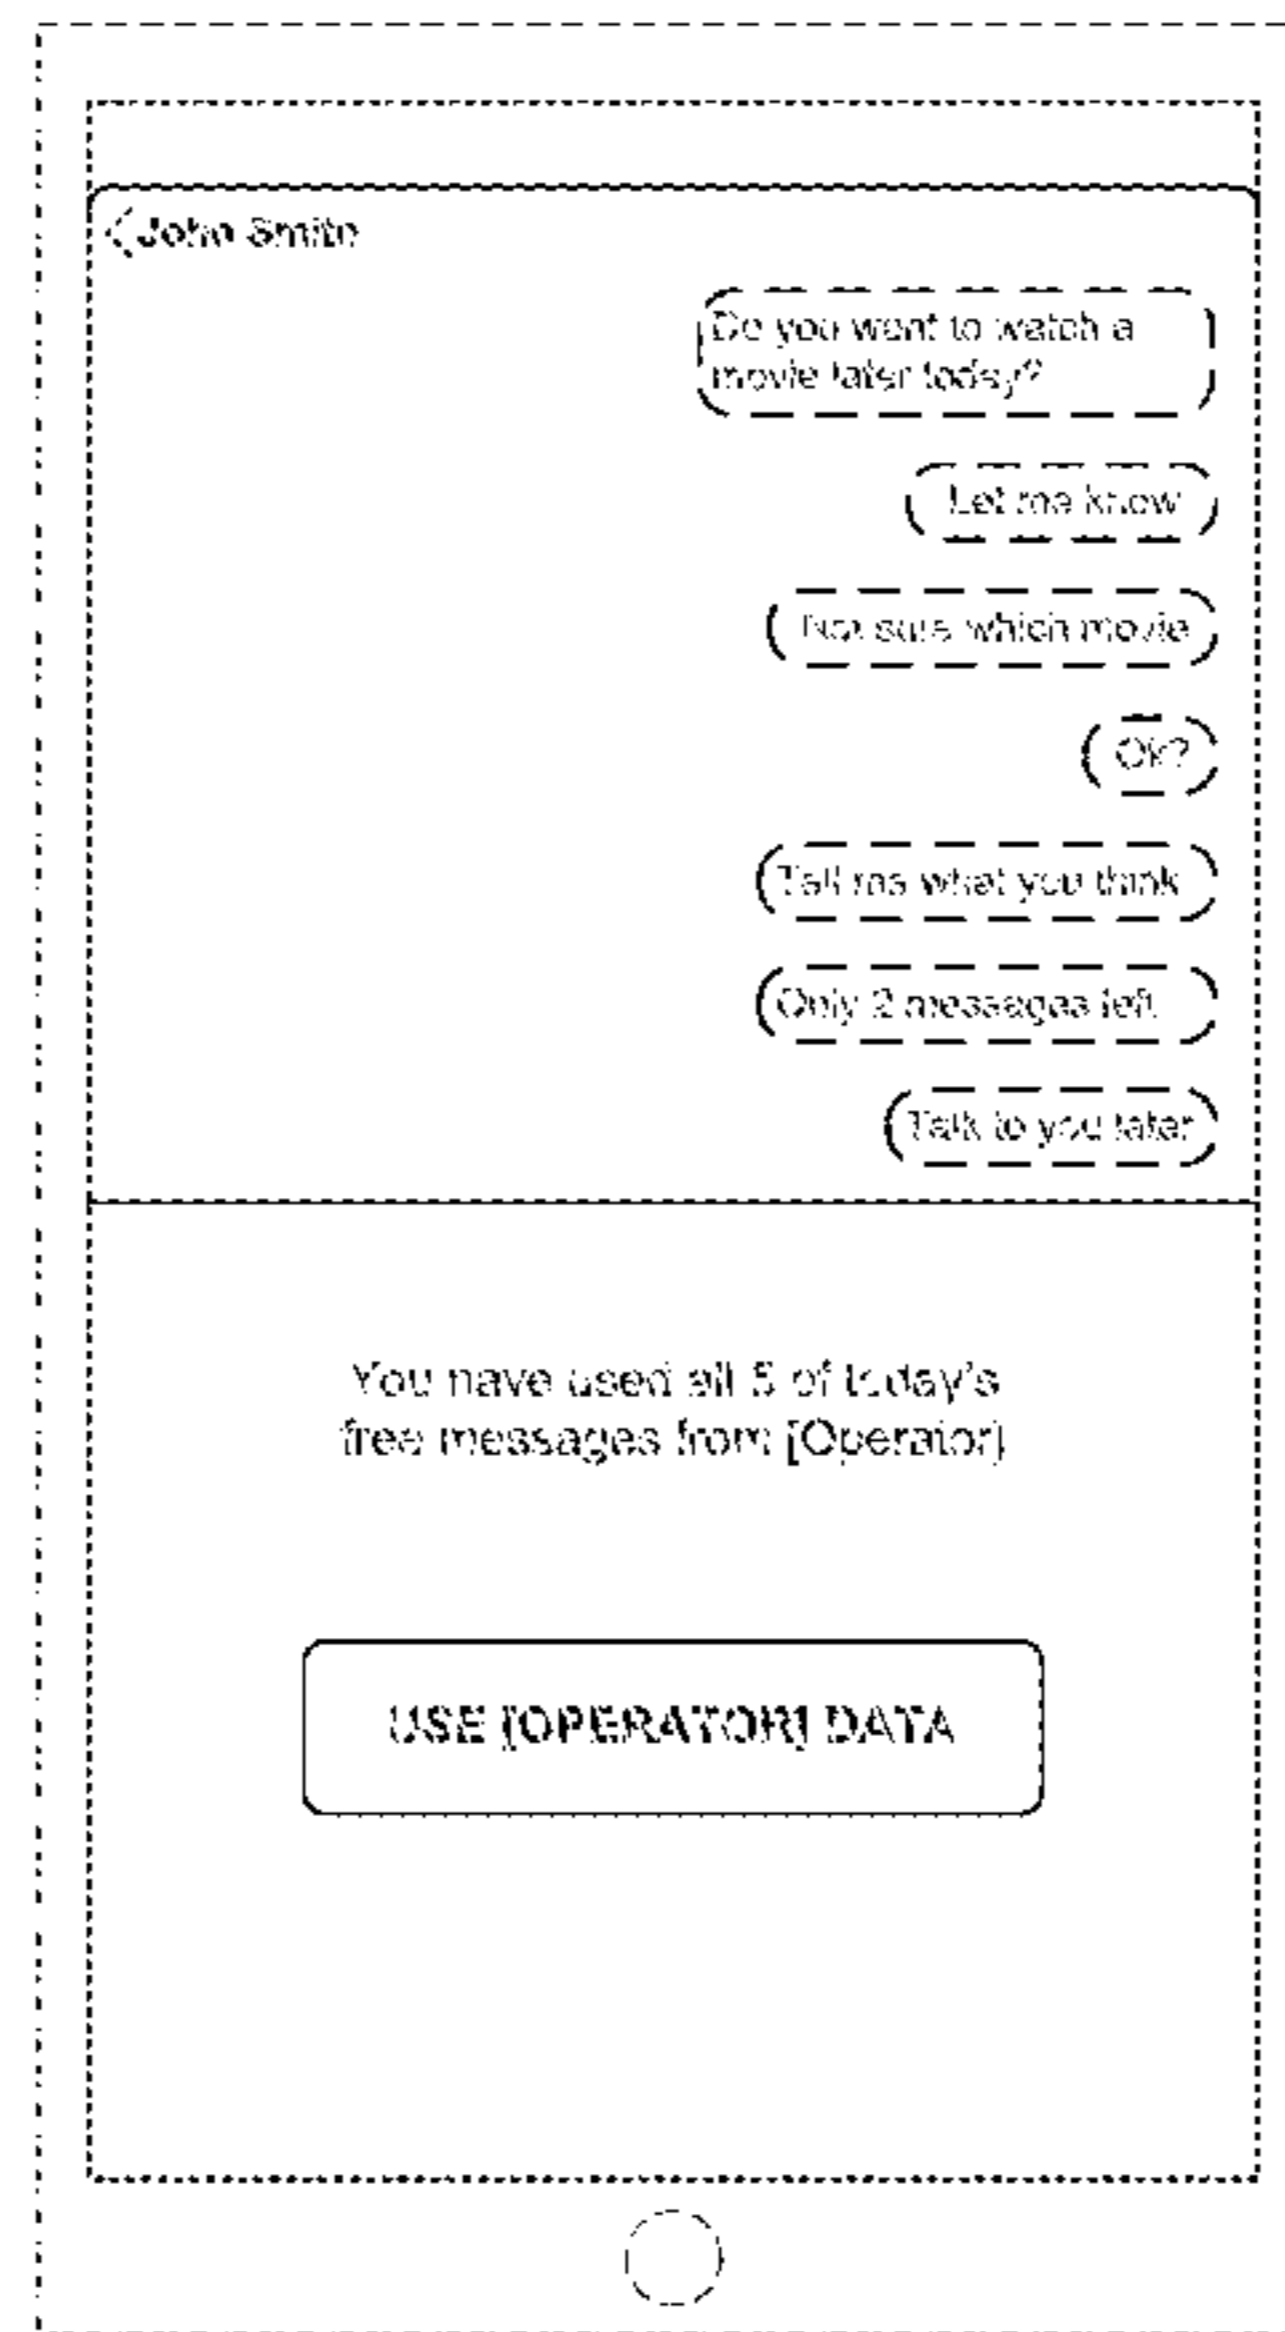 John Smith
Do you want to watch a
movie later today?
Let me know
Not sure which movie
Ok?
Tell me what you think
Only 2 messages left
Talk to you later
You have used all 5 of today's
free messages from [Operator]
USE [OPERATOR] DATA